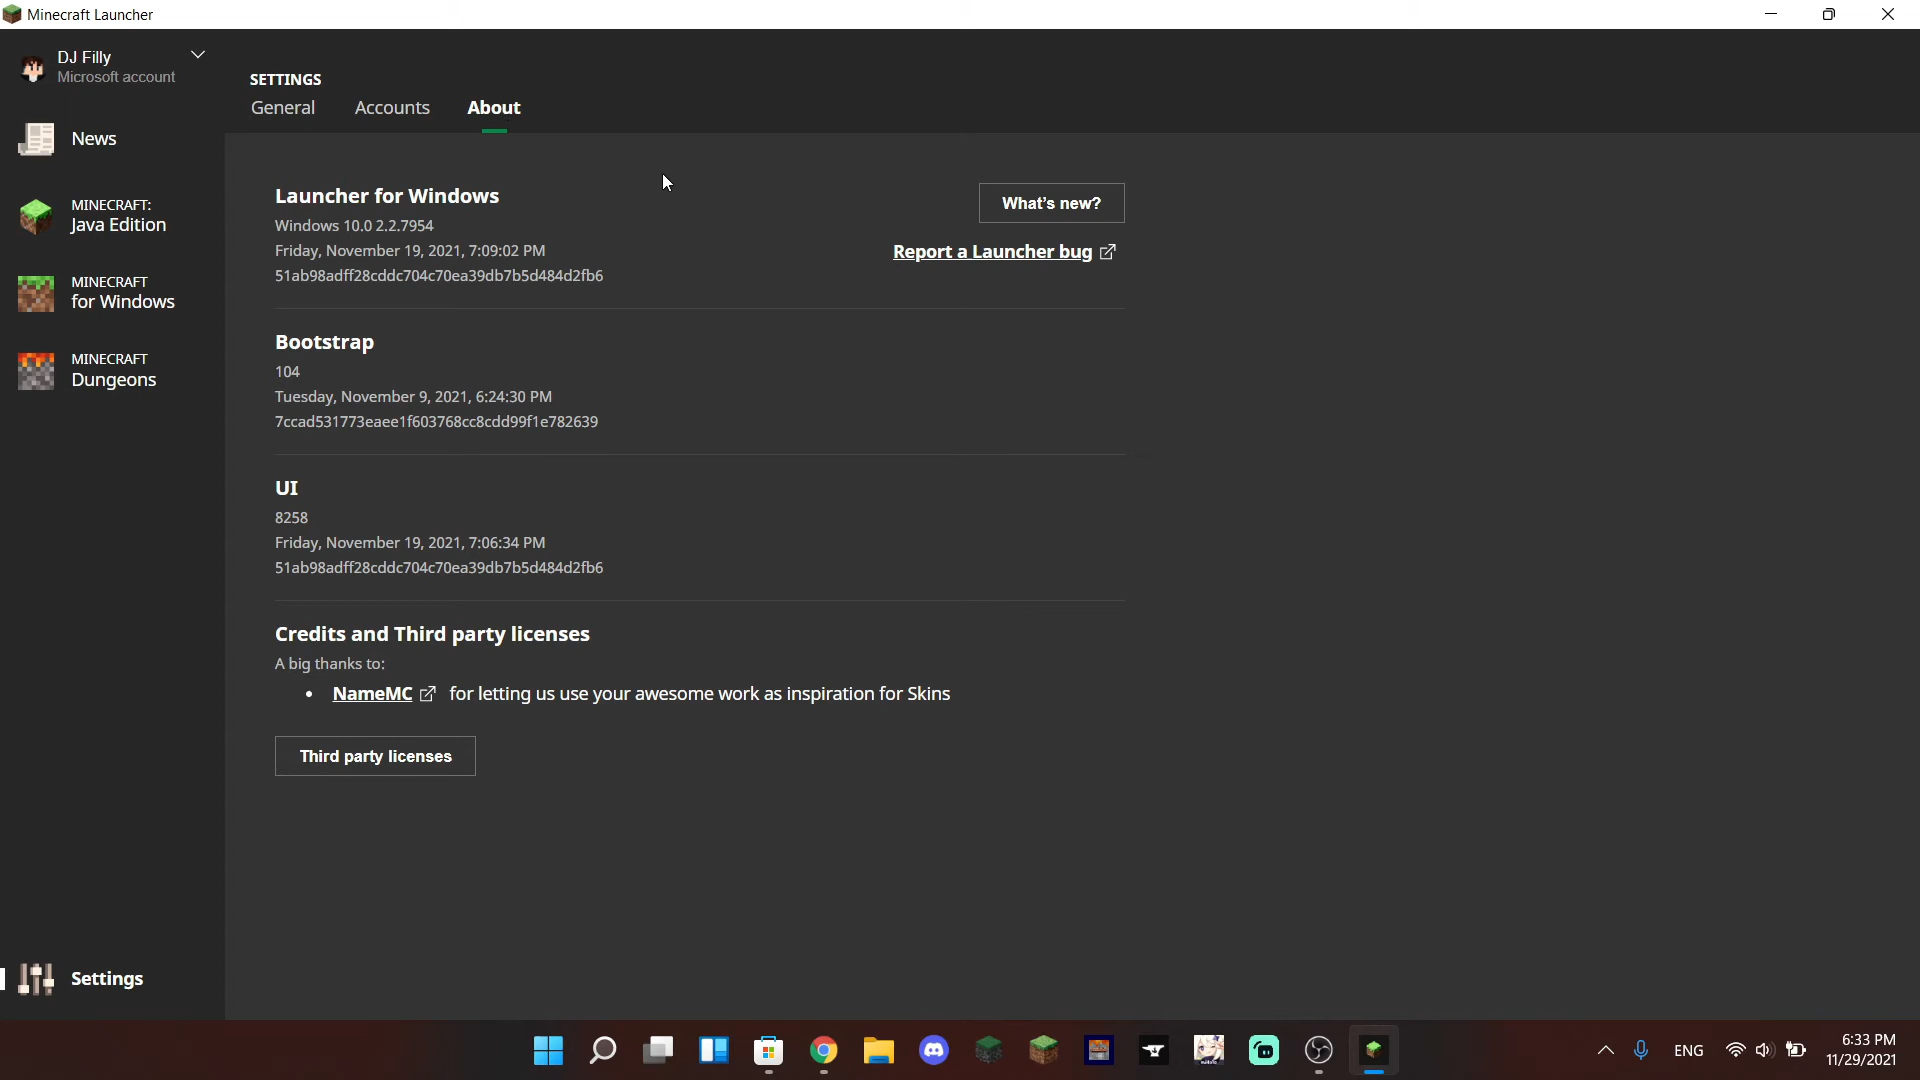 Minecraft Launcher
DJ Filly
Microsoft account
News
MINECRAFT:
Java Edition
MINECRAFT
for Windows
MINECRAFT
Dungeons
Settings
SETTINGS
General Accounts About
Launcher for Windows
Windows 10.0 2.2.7954
Friday, November 19, 2021, 7:09:02 PM
51ab98adff28cddc704c70ea39db7b5d484d2fb6
What's new?
Report a Launcher bug
Bootstrap
104
Tuesday, November 9, 2021, 6:24:30 PM
7ccad531773eaee1f603768cc8cdd99f1e782639
UI
8258
Friday, November 19, 2021, 7:06:34 PM
51ab98adff28cddc704c70ea39db7b5d484d2fb6
Credits and Third party licenses
A big thanks to:
• NameMC for letting us use your awesome work as inspiration for Skins
Third party licenses
ENG
6:33 PM
11/29/2021